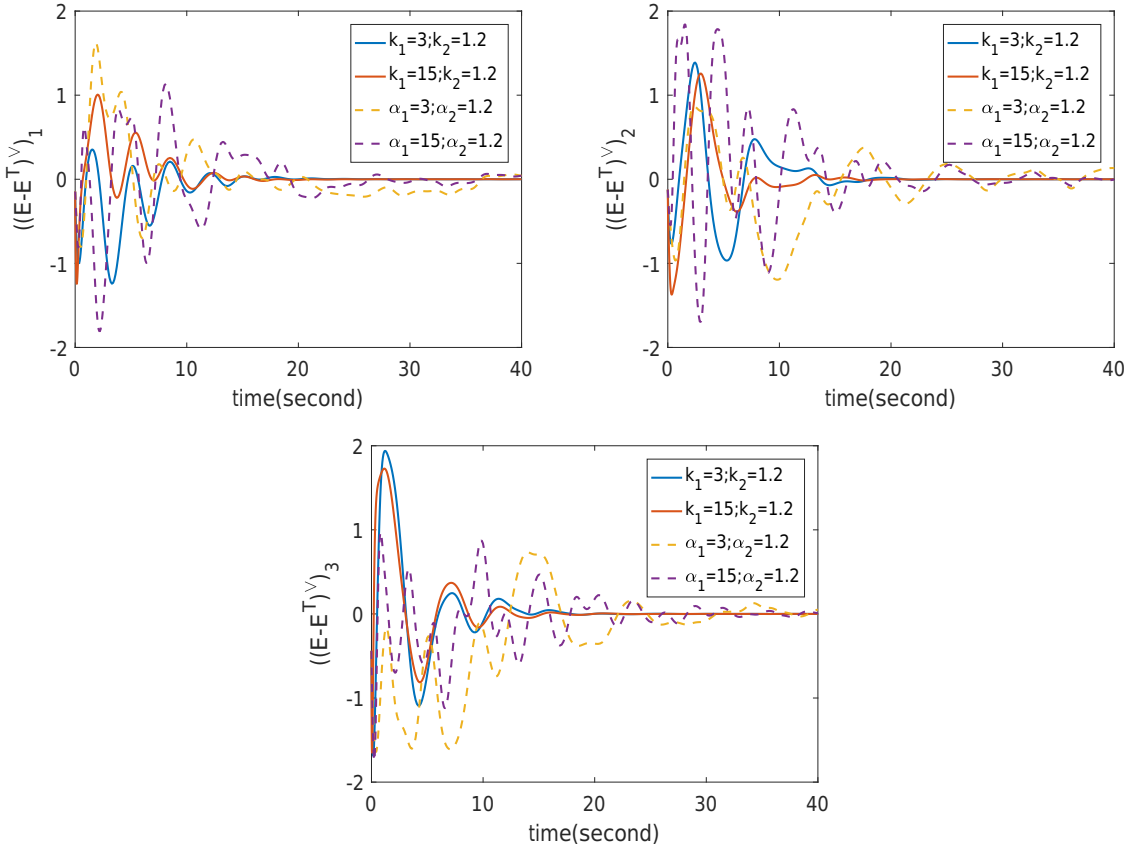 2
1
0
-1
-2
((E-E^T)^∨)_1
k_1=3;k_2=1.2
k_1=15;k_2=1.2
α_1=3;α_2=1.2
α_1=15;α_2=1.2
0 10 20 30 40
time(second)
2
1
0
-1
-2
((E-E^T)^∨)_2
k_1=3;k_2=1.2
k_1=15;k_2=1.2
α_1=3;α_2=1.2
α_1=15;α_2=1.2
0 10 20 30 40
time(second)
2
1
0
-1
-2
((E-E^T)^∨)_3
k_1=3;k_2=1.2
k_1=15;k_2=1.2
α_1=3;α_2=1.2
α_1=15;α_2=1.2
0 10 20 30 40
time(second)